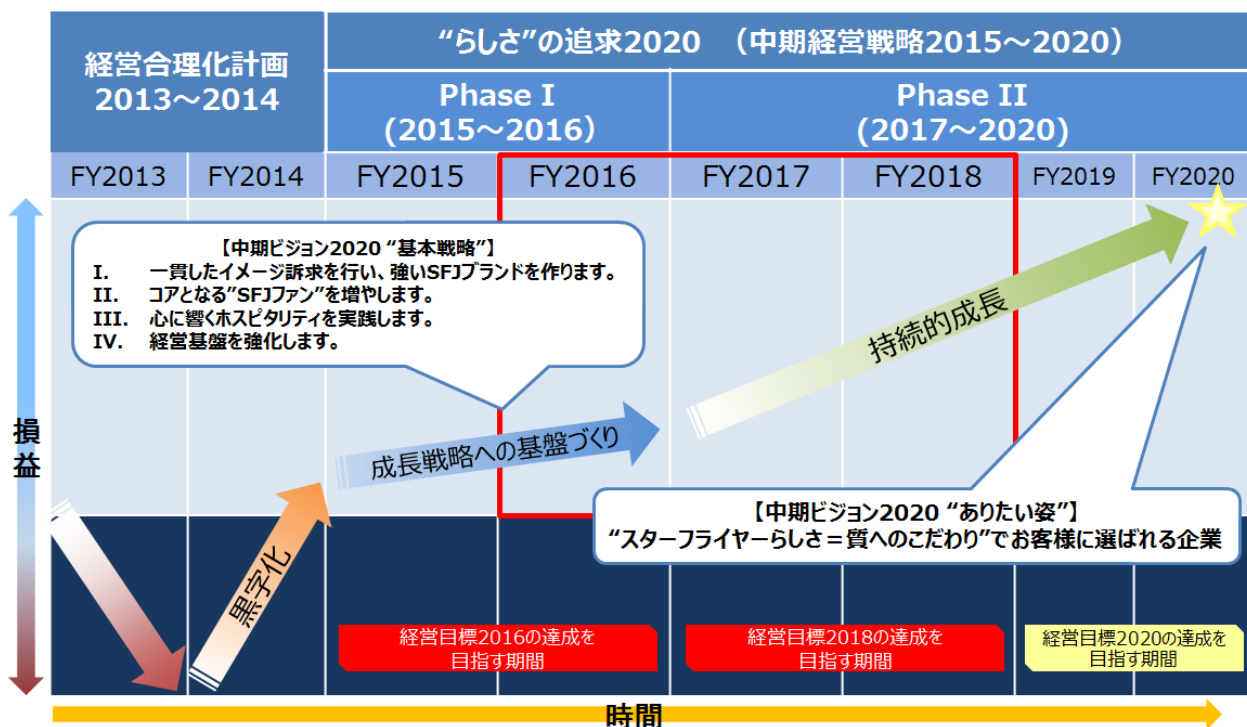 経営合理化計画
2013～2014
“らしさ”の追求2020　（中期経営戦略2015～2020）
Phase I
（2015～2016）
Phase II
（2017～2020）
FY2013
FY2014
FY2015
FY2016
FY2017
FY2018
FY2019
FY2020
【中期ビジョン2020 “基本戦略”】
I. 一貫したイメージ訴求を行い、強いSFJブランドを作ります。
II. コアとなる”SFJファン”を増やします。
III. 心に響くホスピタリティを実践します。
IV. 経営基盤を強化します。
損益
黒字化
成長戦略への基盤づくり
持続的成長
【中期ビジョン2020 “ありたい姿”】
“スターフライヤーらしさ＝質へのこだわり”でお客様に選ばれる企業
経営目標2016の達成を
目指す期間
経営目標2018の達成を
目指す期間
経営目標2020の達成を
目指す期間
時間